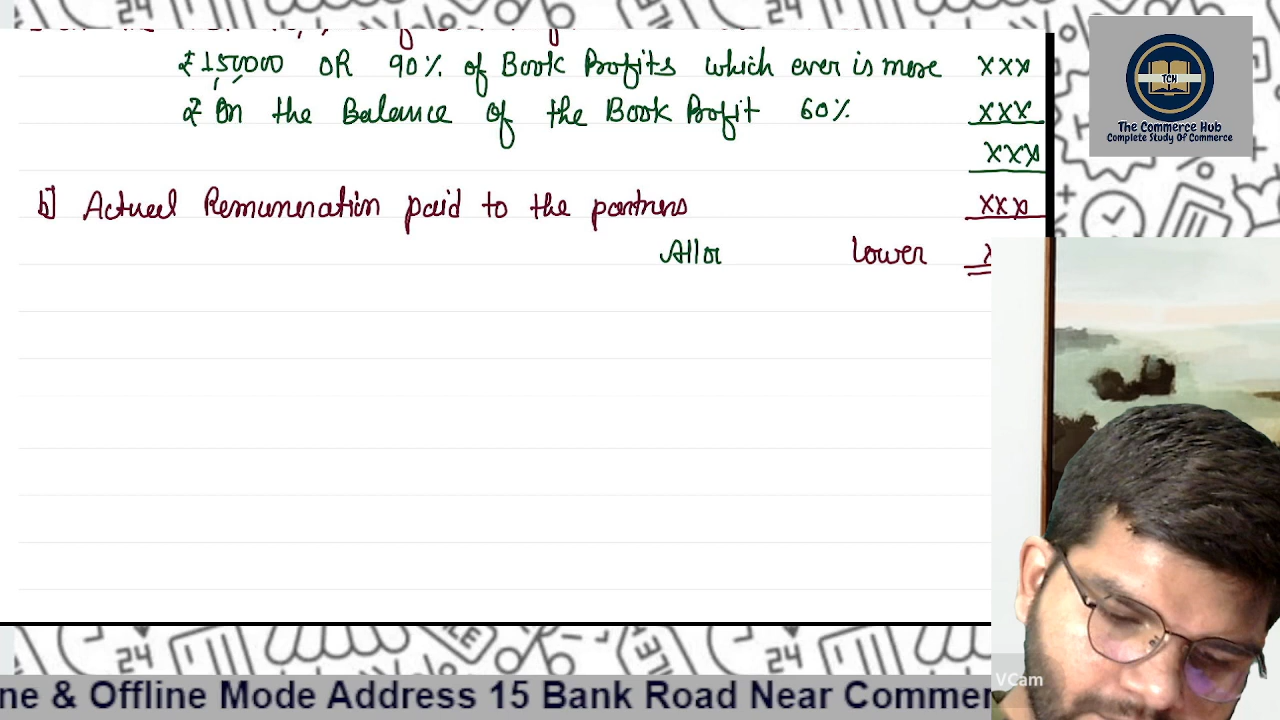 ₹ 150000 OR 90% of Book Profits which ever is more XXX
₹ On the Balance of the Book Profit 60% XXX
XXX
b] Actual Remuneration paid to the partners XXX
Allo Lower
TCH
The Commerce Hub
Complete Study Of Commerce
VCam
ne & Offline Mode Address 15 Bank Road Near Commer